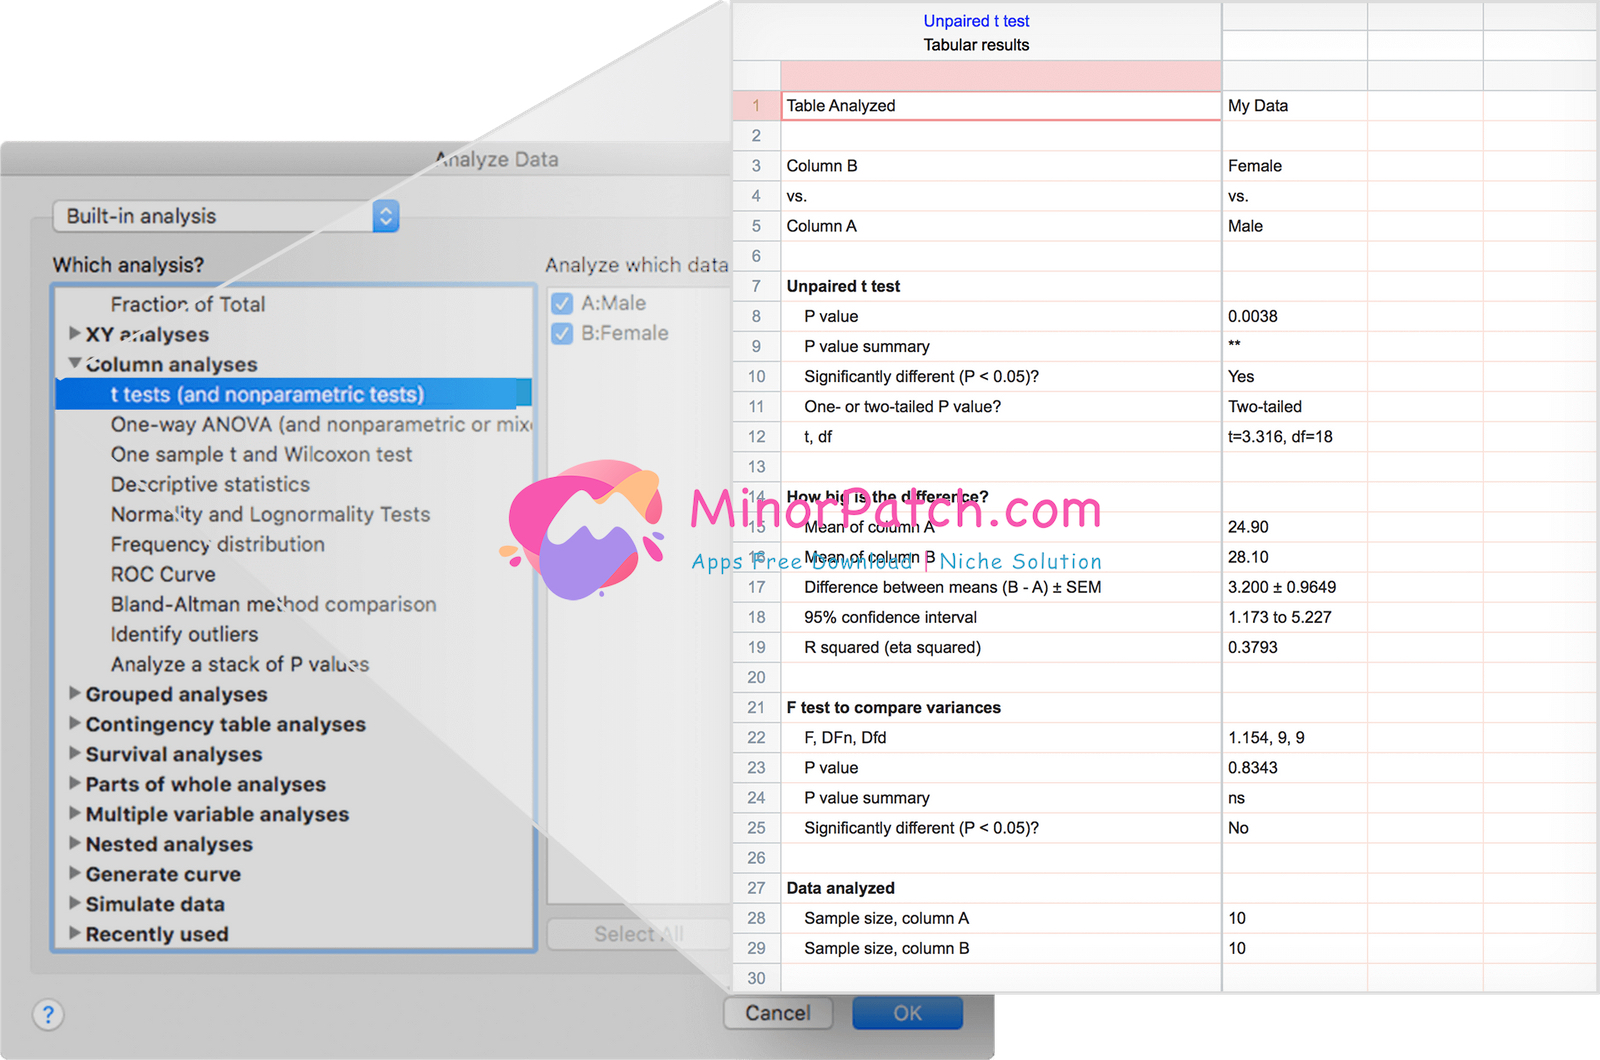 Analyze Data
Built-in analysis
Which analysis?
Fraction of Total
XY analyses
Column analyses
t tests (and nonparametric tests)
One-way ANOVA (and nonparametric or mixe
One sample t and Wilcoxon test
Descriptive statistics
Normality and Lognormality Tests
Frequency distribution
ROC Curve
Bland-Altman method comparison
Identify outliers
Analyze a stack of P values
Grouped analyses
Contingency table analyses
Survival analyses
Parts of whole analyses
Multiple variable analyses
Nested analyses
Generate curve
Simulate data
Recently used
Analyze which data
A:Male
B:Female
Select All
?
Cancel
OK
Unpaired t test
Tabular results
1 Table Analyzed My Data
2
3 Column B Female
4 vs. vs.
5 Column A Male
6
7 Unpaired t test
8 P value 0.0038
9 P value summary **
10 Significantly different (P < 0.05)? Yes
11 One- or two-tailed P value? Two-tailed
12 t, df t=3.316, df=18
13
14 How big is the difference?
15 Mean of column A 24.90
16 Mean of column B 28.10
17 Difference between means (B - A) ± SEM 3.200 ± 0.9649
18 95% confidence interval 1.173 to 5.227
19 R squared (eta squared) 0.3793
20
21 F test to compare variances
22 F, DFn, Dfd 1.154, 9, 9
23 P value 0.8343
24 P value summary ns
25 Significantly different (P < 0.05)? No
26
27 Data analyzed
28 Sample size, column A 10
29 Sample size, column B 10
30
MinorPatch.com
Apps Free Download | Niche Solution